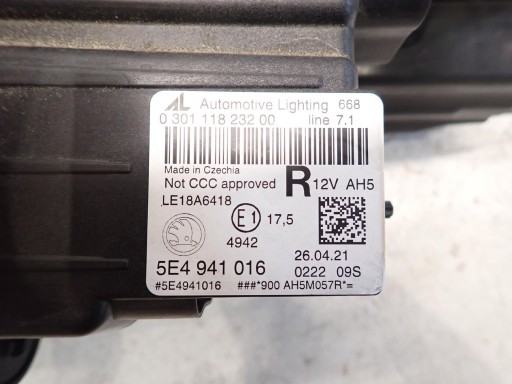 AL Automotive Lighting 668
0 301 118 232 00 line 7.1
Made in Czechia
Not CCC approved R 12V AH5
LE18A6418
E1 17,5
4942
26.04.21
5E4 941 016 0222 09S
#5E4941016 ###*900 AH5M057R*=